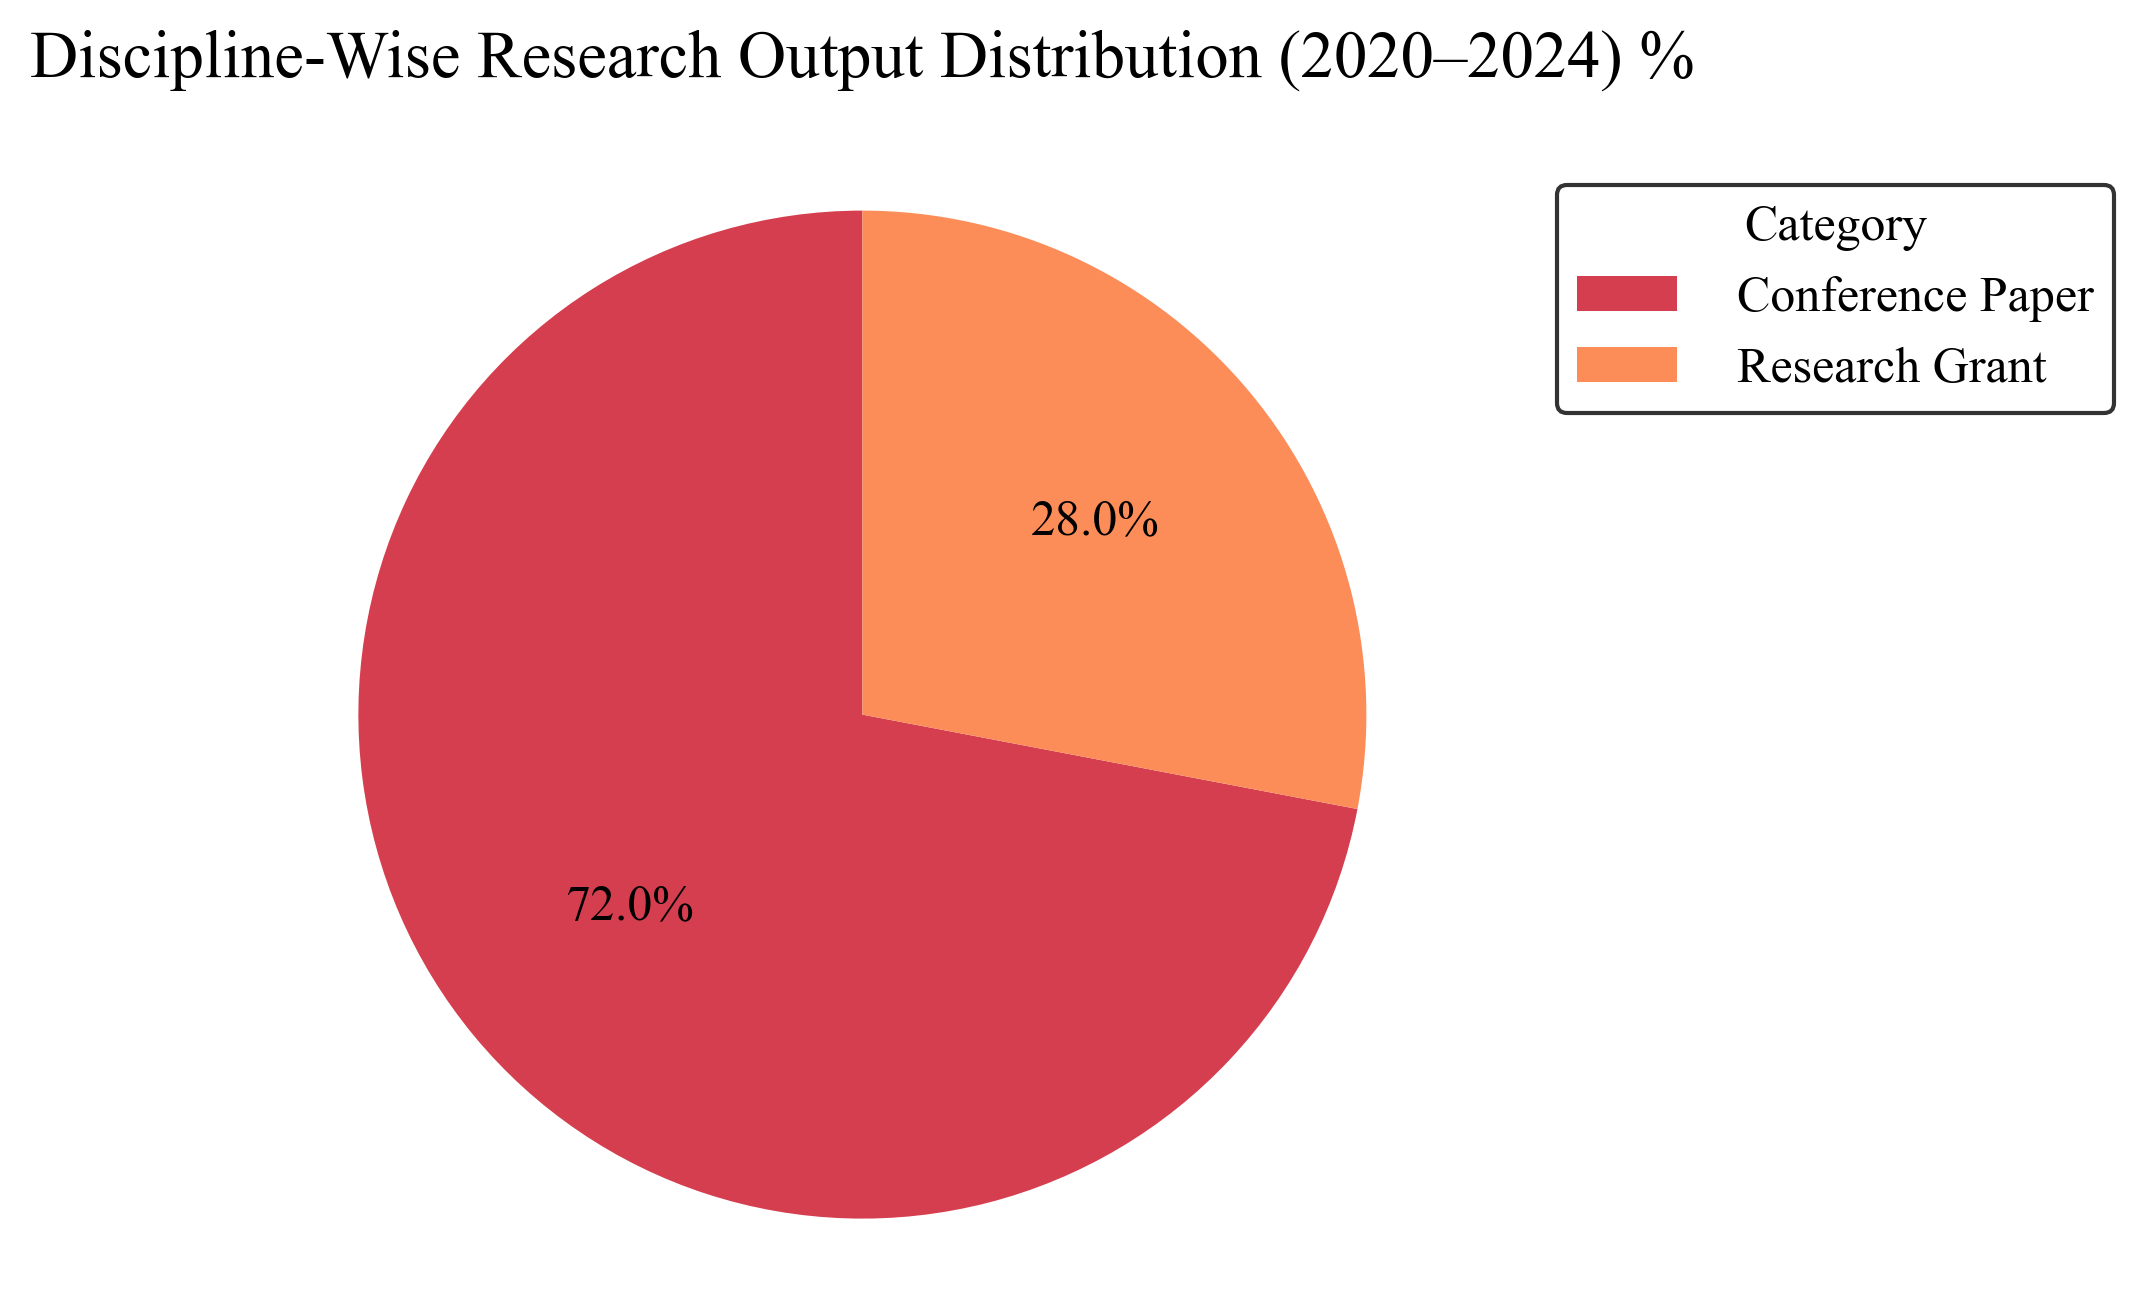 Discipline-Wise Research Output Distribution (2020–2024) %
Category
Conference Paper
Research Grant
28.0%
72.0%